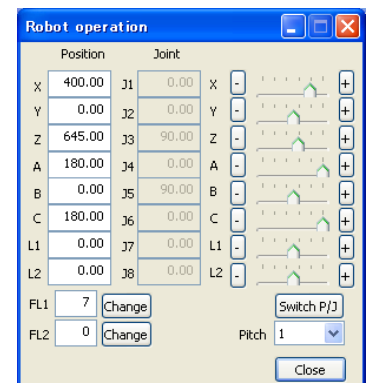 Robot operation
Position Joint
X 400.00 J1 0.00 X - +
Y 0.00 J2 0.00 Y - +
Z 645.00 J3 90.00 Z - +
A 180.00 J4 0.00 A - +
B 0.00 J5 90.00 B - +
C 180.00 J6 0.00 C - +
L1 0.00 J7 0.00 L1 - +
L2 0.00 J8 0.00 L2 - +
FL1 7 Change Switch P/J
FL2 0 Change Pitch 1
Close